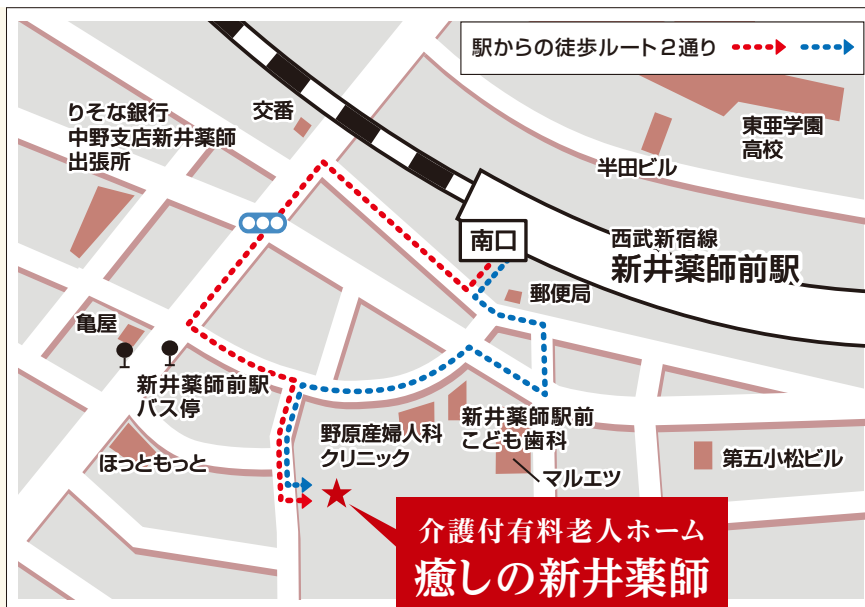 駅からの徒歩ルート2通り
りそな銀行
中野支店新井薬師
出張所
交番
東亜学園
高校
半田ビル
南口
西武新宿線
新井薬師前駅
郵便局
亀屋
新井薬師前駅
バス停
ほっともっと
野原産婦人科
クリニック
新井薬師駅前
こども歯科
マルエツ
第五小松ビル
介護付有料老人ホーム
癒しの新井薬師